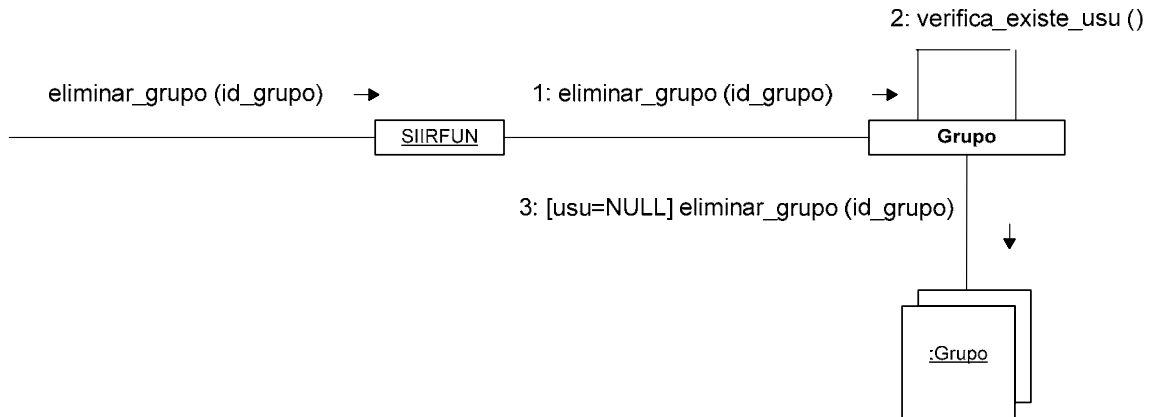 2: verifica_existe_usu ()
eliminar_grupo (id_grupo)
1: eliminar_grupo (id_grupo)
SIIRFUN
Grupo
3: [usu=NULL] eliminar_grupo (id_grupo)
:Grupo